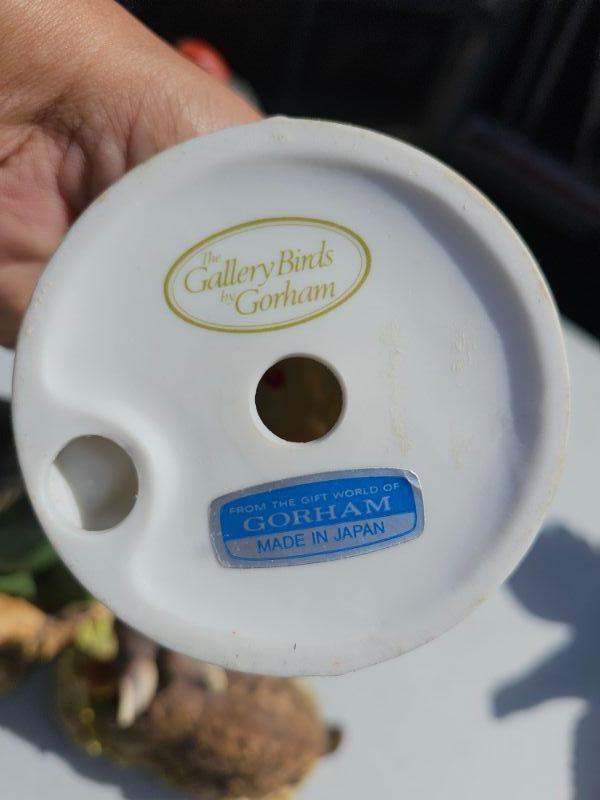 The
Gallery Birds
by Gorham
FROM THE GIFT WORLD OF
GORHAM
MADE IN JAPAN